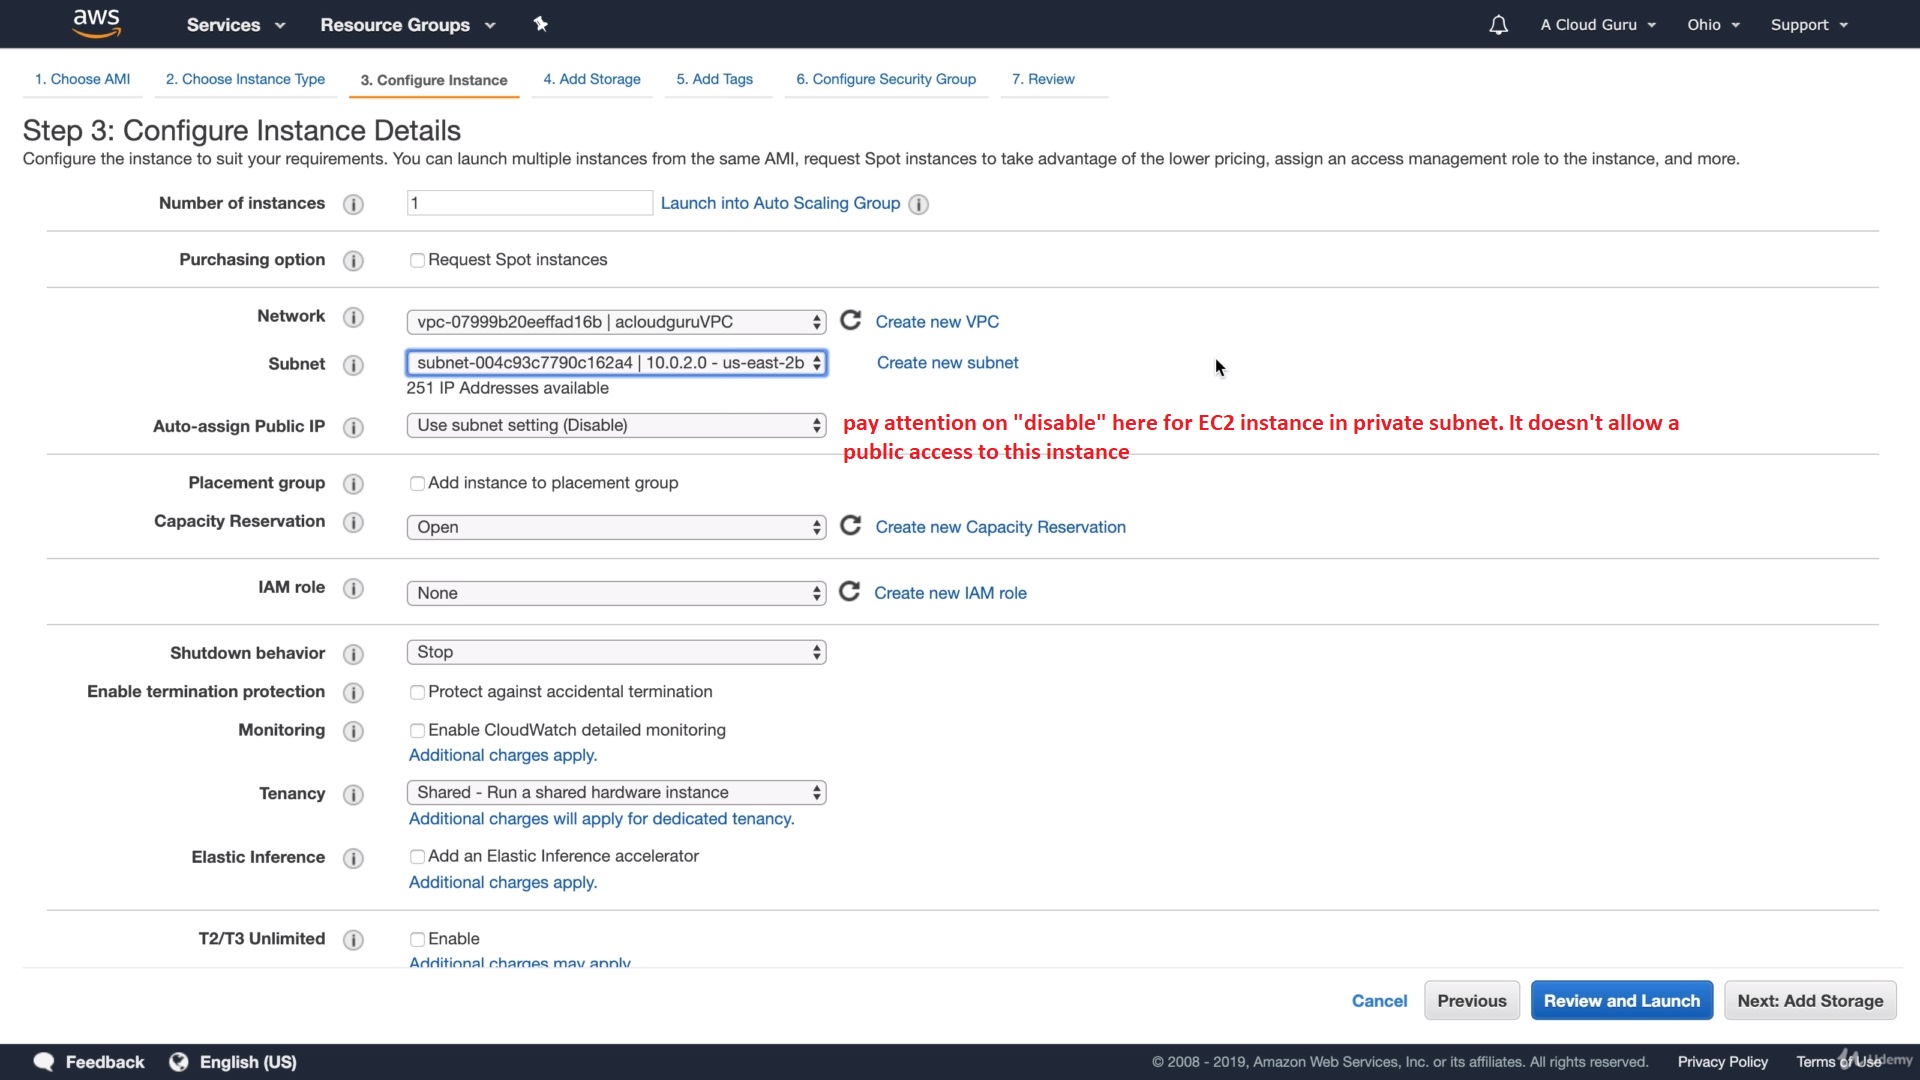 aws Services Resource Groups A Cloud Guru Ohio Support
1. Choose AMI 2. Choose Instance Type 3. Configure Instance 4. Add Storage 5. Add Tags 6. Configure Security Group 7. Review
Step 3: Configure Instance Details
Configure the instance to suit your requirements. You can launch multiple instances from the same AMI, request Spot instances to take advantage of the lower pricing, assign an access management role to the instance, and more.
Number of instances i 1 Launch into Auto Scaling Group i
Purchasing option i Request Spot instances
Network i vpc-07999b20eeffad16b | acloudguruVPC Create new VPC
Subnet i subnet-004c93c7790c162a4 | 10.0.2.0 - us-east-2b Create new subnet
251 IP Addresses available
Auto-assign Public IP i Use subnet setting (Disable) pay attention on "disable" here for EC2 instance in private subnet. It doesn't allow a
public access to this instance
Placement group i Add instance to placement group
Capacity Reservation i Open Create new Capacity Reservation
IAM role i None Create new IAM role
Shutdown behavior i Stop
Enable termination protection i Protect against accidental termination
Monitoring i Enable CloudWatch detailed monitoring
Additional charges apply.
Tenancy i Shared - Run a shared hardware instance
Additional charges will apply for dedicated tenancy.
Elastic Inference i Add an Elastic Inference accelerator
Additional charges apply.
T2/T3 Unlimited i Enable
Additional charges may apply
Cancel Previous Review and Launch Next: Add Storage
Feedback English (US) © 2008 - 2019, Amazon Web Services, Inc. or its affiliates. All rights reserved. Privacy Policy Terms of Use Udemy